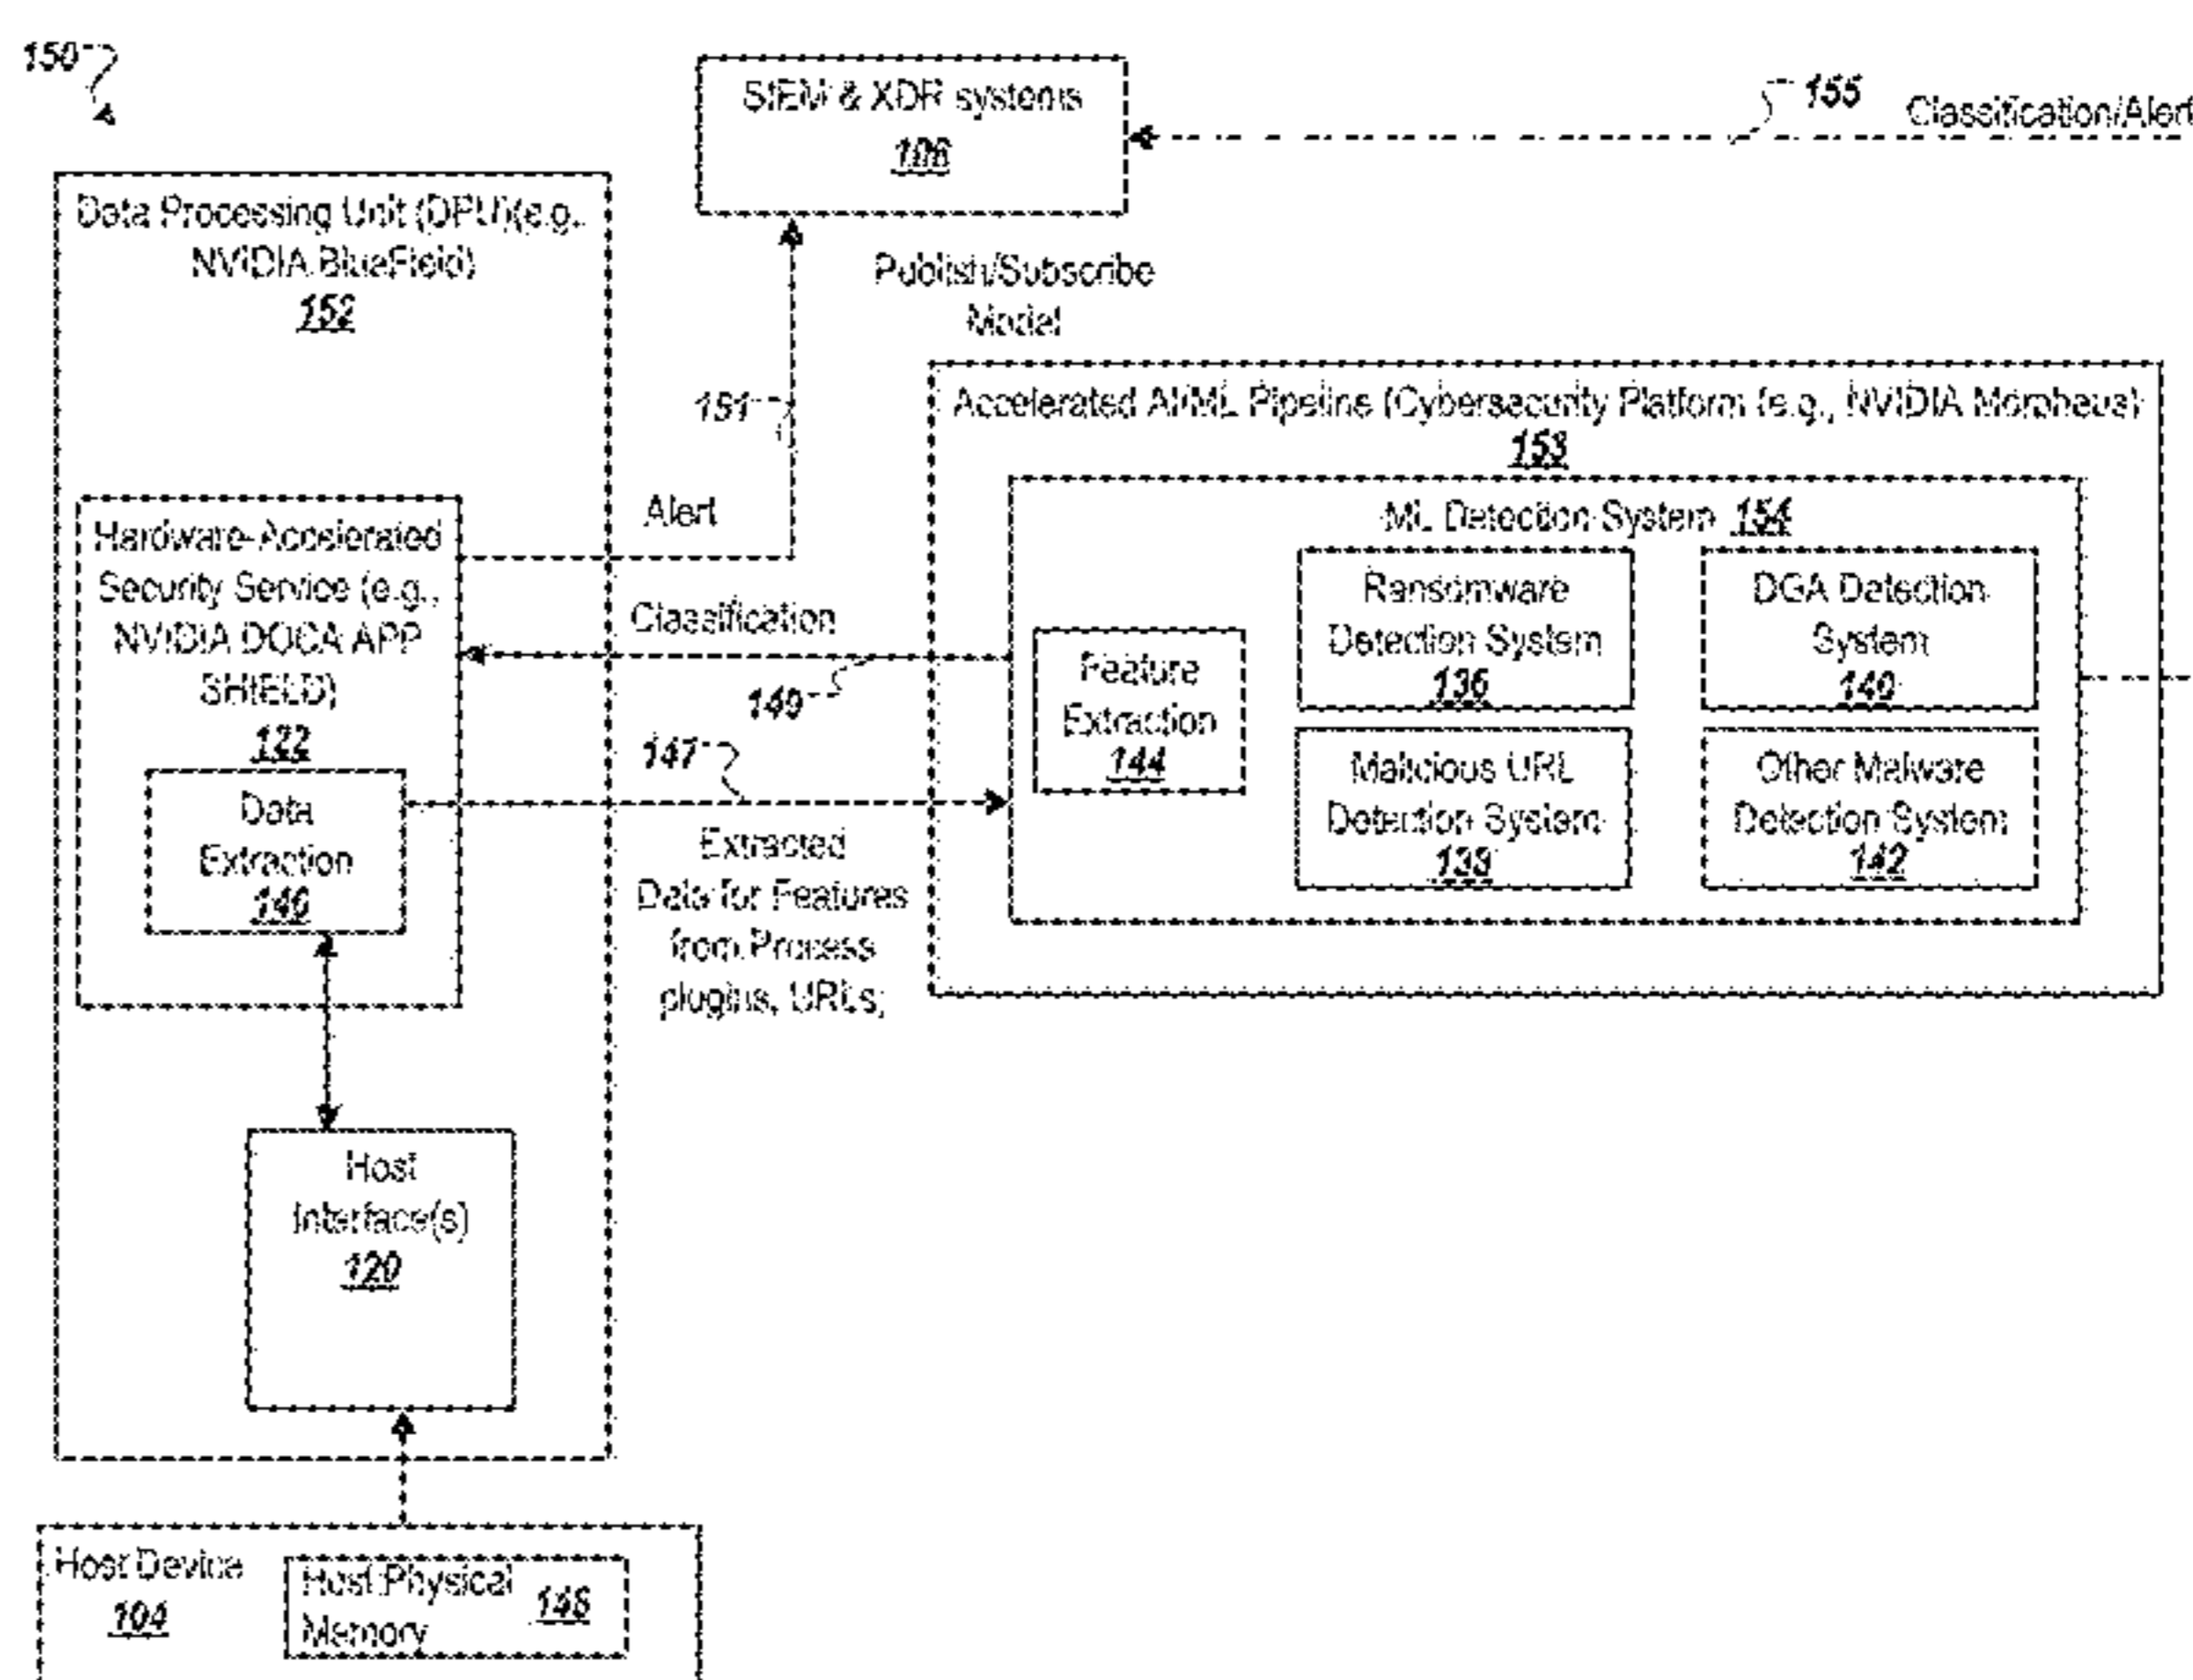 150
SIEM & XDR systems
106
155
Classification/Alert
Data Processing Unit (DPU)(e.g.,
NVIDIA BlueField)
152
Publish/Subscribe
Model
151
Alert
Accelerated AI/ML Pipeline (Cybersecurity Platform (e.g., NVIDIA Morpheus)
153
ML Detection System 154
Hardware-Accelerated
Security Service (e.g.,
NVIDIA DOCA APP
SHIELD)
122
Classification
149
147
Data
Extraction
146
Extracted
Data for Features
from Process
plugins, URLs;
Feature
Extraction
144
Ransomware
Detection System
136
DGA Detection
System
140
Malicious URL
Detection System
138
Other Malware
Detection System
142
Host
Interface(s)
120
Host Device
104
Host Physical
Memory
148